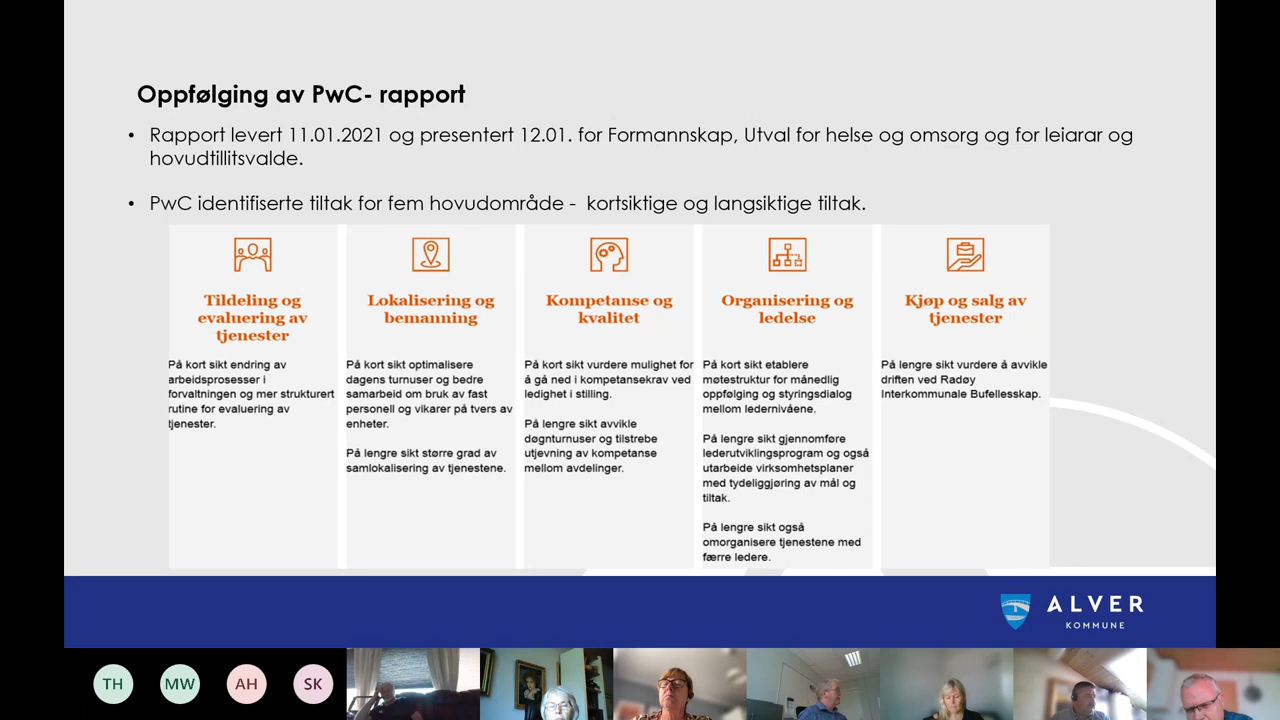 Oppfølging av PwC- rapport
• Rapport levert 11.01.2021 og presentert 12.01. for Formannskap, Utval for helse og omsorg og for leiarar og
hovudtillitsvalde.
• PwC identifiserte tiltak for fem hovudområde - kortsiktige og langsiktige tiltak.
Tildeling og
evaluering av
tjenester
På kort sikt endring av
arbeidsprosesser i
forvaltningen og mer strukturert
rutine for evaluering av
tjenester.
Lokalisering og
bemanning
På kort sikt optimalisere
dagens turnuser og bedre
samarbeid om bruk av fast
personell og vikarer på tvers av
enheter.
På lengre sikt større grad av
samlokalisering av tjenestene.
Kompetanse og
kvalitet
På kort sikt vurdere mulighet for
å gå ned i kompetansekrav ved
ledighet i stilling.
På lengre sikt avvikle
døgnturnuser og tilstrebe
utjevning av kompetanse
mellom avdelinger.
Organisering og
ledelse
På kort sikt etablere
møtestruktur for månedlig
oppfølging og styringsdialog
mellom ledernivåene.
På lengre sikt gjennomføre
lederutviklingsprogram og også
utarbeide virksomhetsplaner
med tydeliggjøring av mål og
tiltak.
På lengre sikt også
omorganisere tjenestene med
færre ledere.
Kjøp og salg av
tjenester
På lengre sikt vurdere å avvikle
driften ved Radøy
Interkommunale Bufellesskap.
ALVER
KOMMUNE
TH
MW
AH
SK